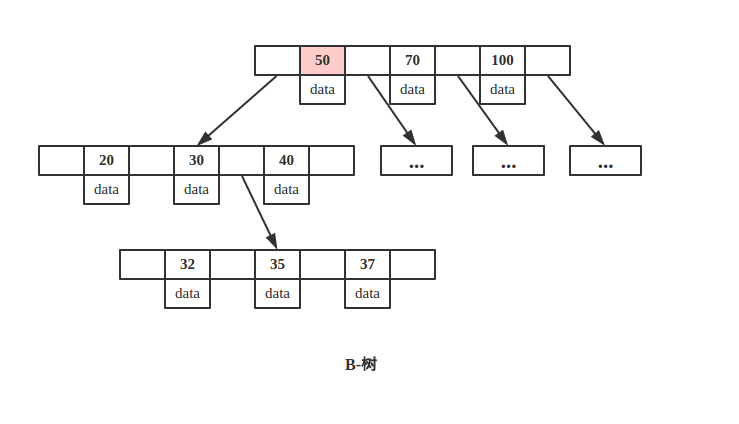 50 70 100
data data data
20 30 40 ... ... ...
data data data
32 35 37
data data data
B-树